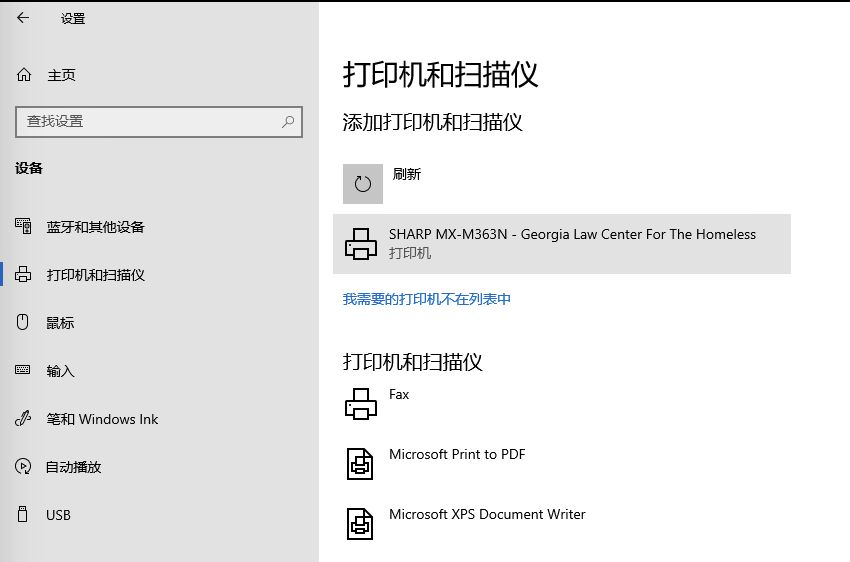 设置
主页
查找设置
设备
蓝牙和其他设备
打印机和扫描仪
鼠标
输入
笔和 Windows Ink
自动播放
USB
打印机和扫描仪
添加打印机和扫描仪
刷新
SHARP MX-M363N - Georgia Law Center For The Homeless
打印机
我需要的打印机不在列表中
打印机和扫描仪
Fax
Microsoft Print to PDF
Microsoft XPS Document Writer